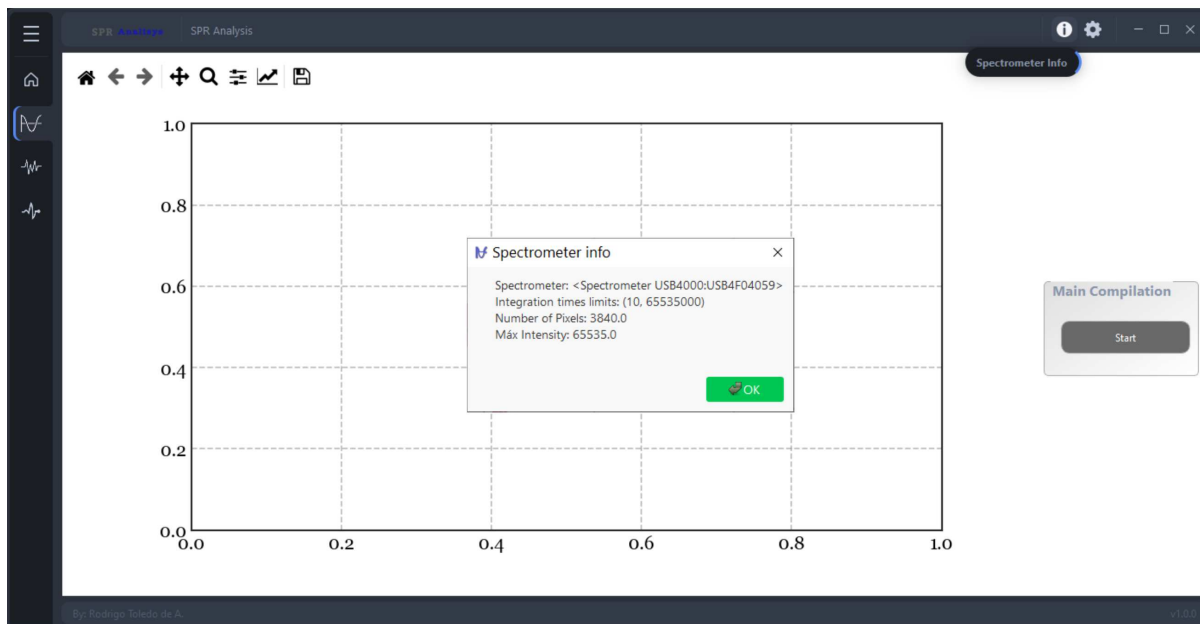 SPR Analisys
SPR Analysis
Spectrometer Info
1.0
0.8
0.6
0.4
0.2
0.0
0.0
0.2
0.4
0.6
0.8
1.0
Spectrometer info
Spectrometer: <Spectrometer USB4000:USB4F04059>
Integration times limits: (10, 65535000)
Number of Pixels: 3840.0
Máx Intensity: 65535.0
OK
Main Compilation
Start
By: Rodrigo Toledo de A.
v1.0.0